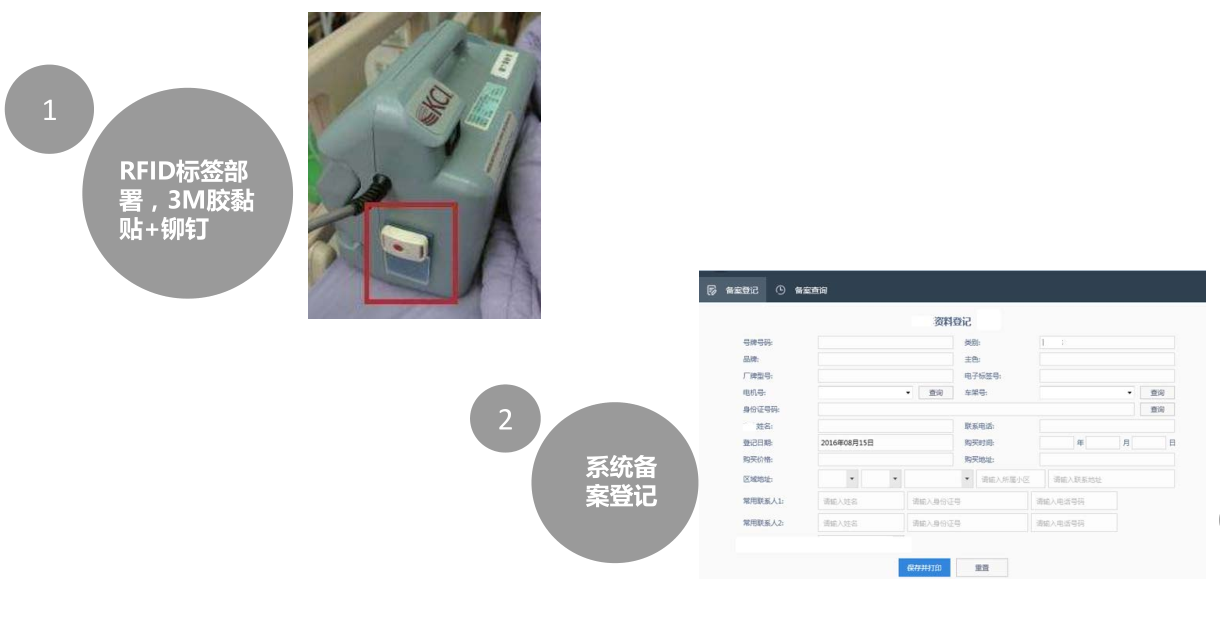 1
RFID标签部
署，3M胶黏
贴+铆钉
KCI
2
系统备
案登记
备案登记 备案查询
资料登记
号牌号码: 类别:
品牌: 主色:
厂牌型号: 电子标签号:
电机号: 查询 车架号: 查询
身份证号码: 查询
姓名: 联系电话:
登记日期: 2016年08月15日 购买时间: 年 月 日
购买价格: 购买地址:
区域地址: 请输入所属小区 请输入联系地址
常用联系人1: 请输入姓名 请输入身份证号 请输入电话号码
常用联系人2: 请输入姓名 请输入身份证号 请输入电话号码
保存并打印 重置